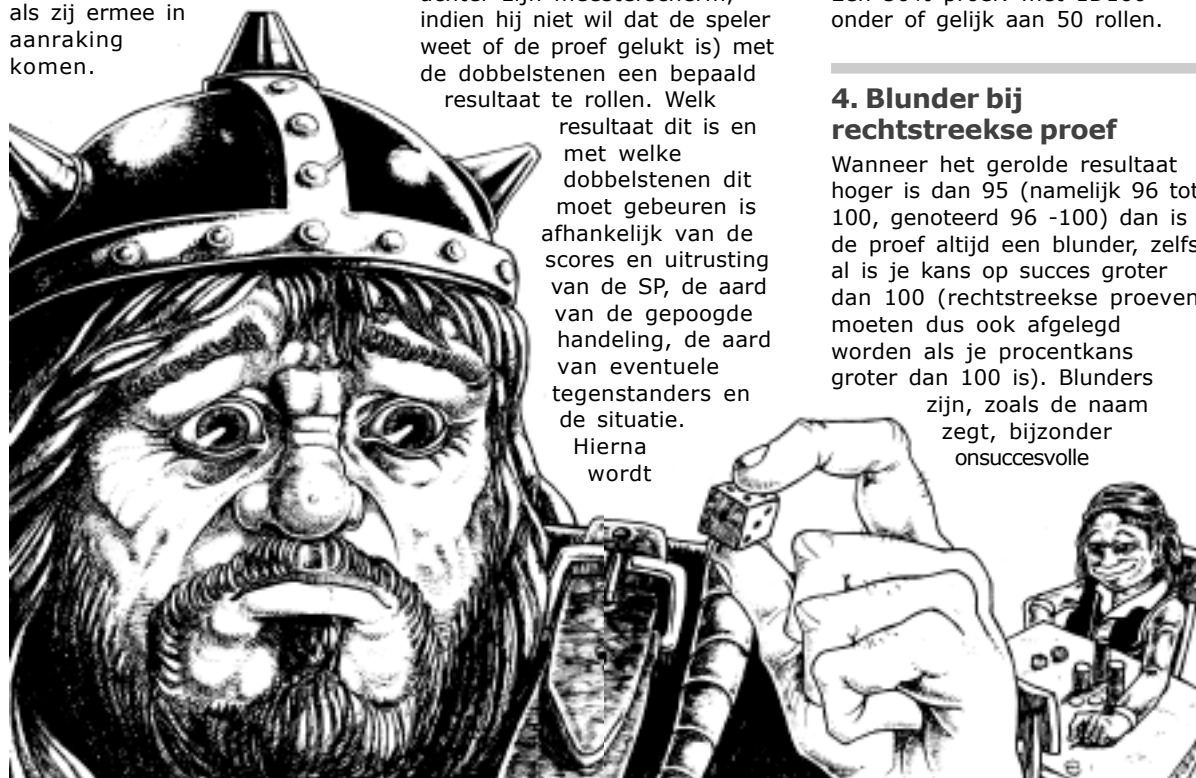 als zij ermee in
aanraking
komen.
indien hij niet wil dat de speler
weet of de proef gelukt is) met
de dobbelstenen een bepaald
resultaat te rollen. Welk
resultaat dit is en
met welke
dobbelstenen dit
moet gebeuren is
afhankelijk van de
scores en uitrusting
van de SP, de aard
van de gepoogde
handeling, de aard
van eventuele
tegenstanders en
de situatie.
Hierna
wordt
onder of gelijk aan 50 rollen.
4. Blunder bij
rechtstreekse proef
Wanneer het gerolde resultaat
hoger is dan 95 (namelijk 96 tot
100, genoteerd 96 -100) dan is
de proef altijd een blunder, zelfs
al is je kans op succes groter
dan 100 (rechtstreekse proeven
moeten dus ook afgelegd
worden als je procentkans
groter dan 100 is). Blunders
zijn, zoals de naam
zegt, bijzonder
onsuccesvolle